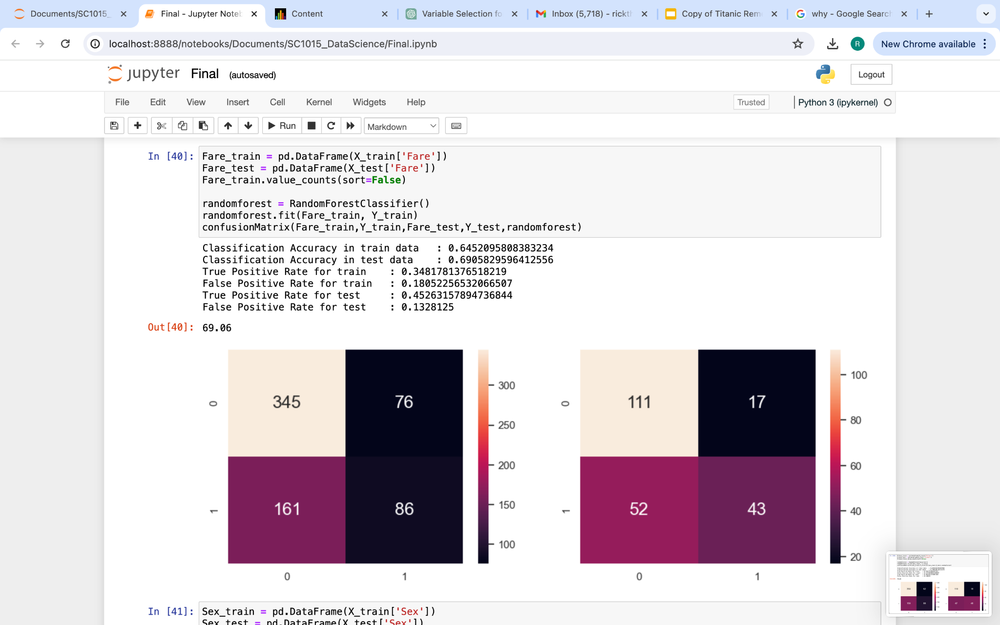 Documents/SC1015_
Final - Jupyter Noteb
Content
Variable Selection fo
Inbox (5,718) - rickth
Copy of Titanic Rem
why - Google Search
localhost:8888/notebooks/Documents/SC1015_DataScience/Final.ipynb
R
New Chrome available
jupyter Final (autosaved)
Logout
File Edit View Insert Cell Kernel Widgets Help
Trusted
Python 3 (ipykernel)
Run
Markdown
In [40]:
Fare_train = pd.DataFrame(X_train['Fare'])
Fare_test = pd.DataFrame(X_test['Fare'])
Fare_train.value_counts(sort=False)
randomforest = RandomForestClassifier()
randomforest.fit(Fare_train, Y_train)
confusionMatrix(Fare_train,Y_train,Fare_test,Y_test,randomforest)
Classification Accuracy in train data : 0.6452095808383234
Classification Accuracy in test data : 0.6905829596412556
True Positive Rate for train : 0.3481781376518219
False Positive Rate for train : 0.18052256532066507
True Positive Rate for test : 0.45263157894736844
False Positive Rate for test : 0.1328125
Out[40]: 69.06
0
345
76
1
161
86
0
1
300
250
200
150
100
0
111
17
1
52
43
0
1
100
80
60
40
20
In [41]:
Sex_train = pd.DataFrame(X_train['Sex'])
Sex_test = pd.DataFrame(X_test['Sex'])